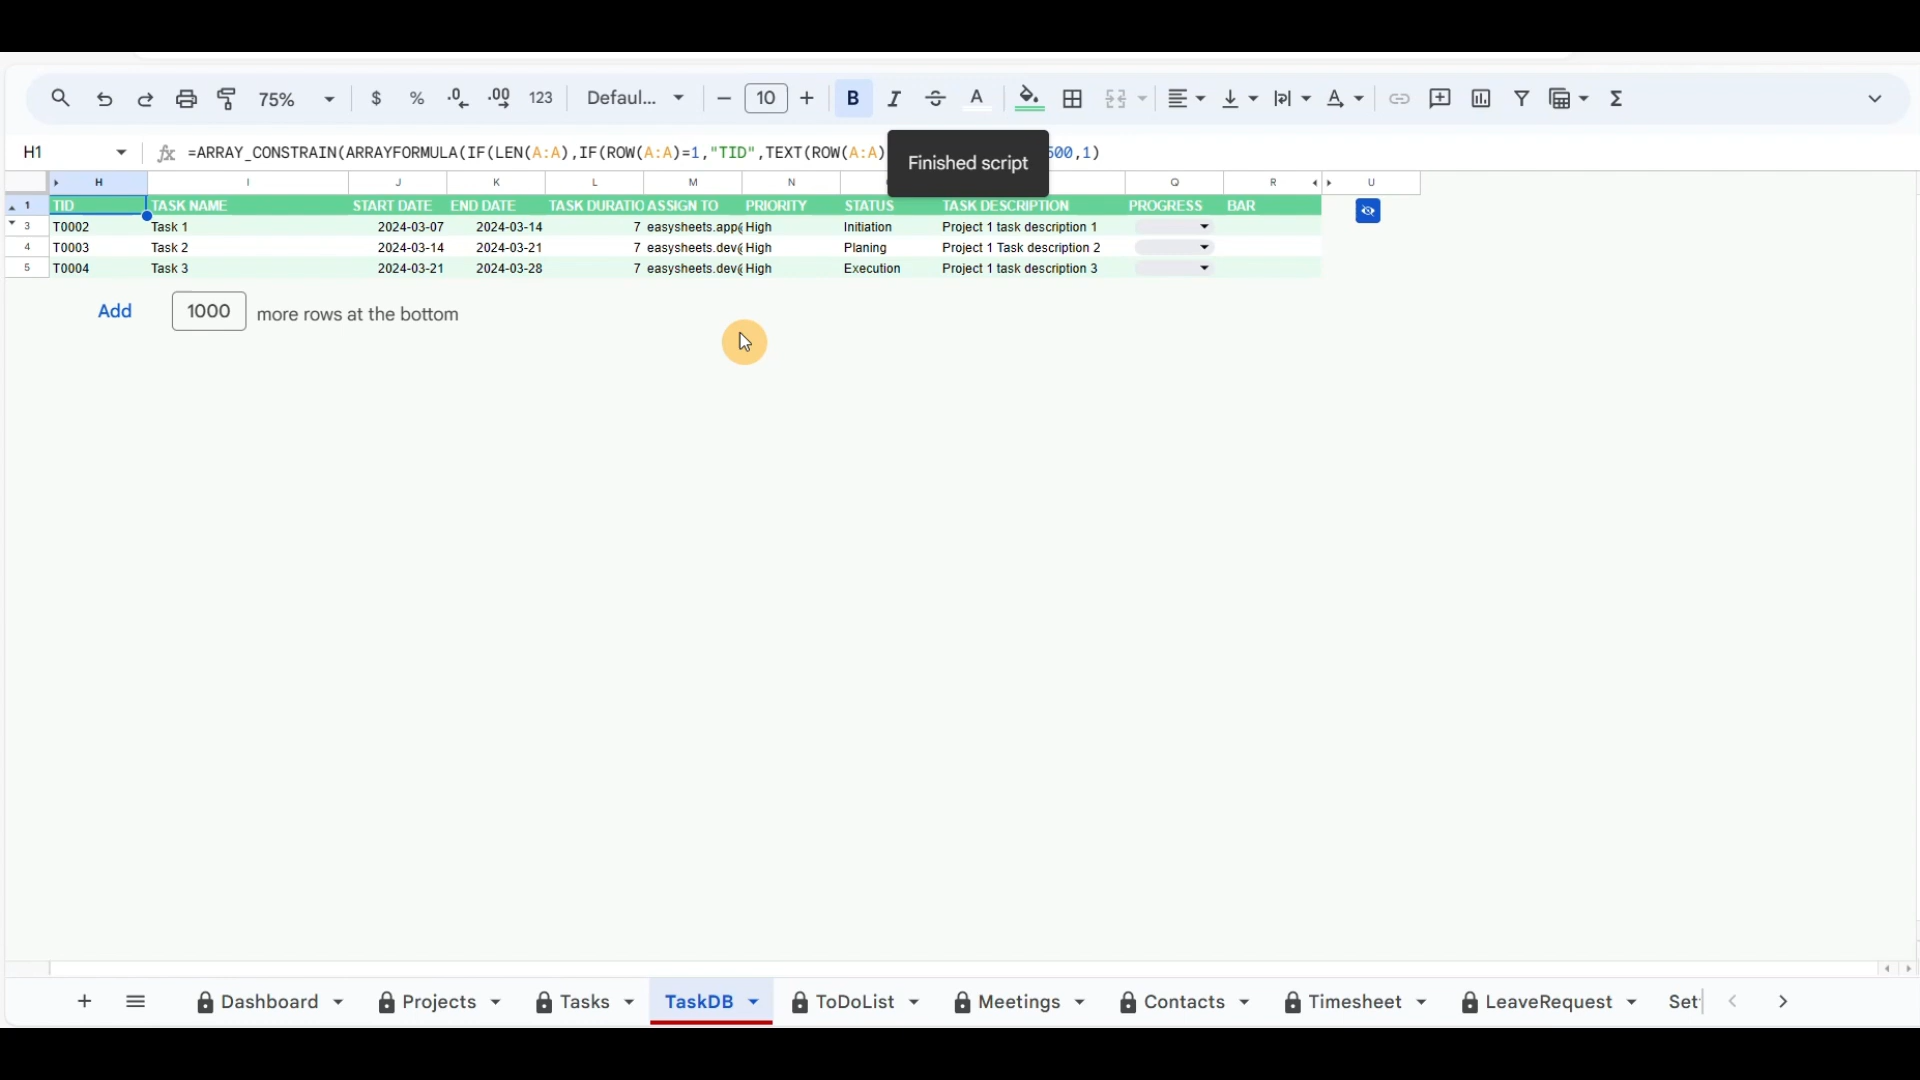 75% $ % .0 .00 123 Defaul... 10 B I A
H1 =ARRAY_CONSTRAIN(ARRAYFORMULA(IF(LEN(A:A),IF(ROW(A:A)=1,"TID",TEXT(ROW(A:A) 500,1)
Finished script
H I J K L M N Q R U
1 TID TASK NAME START DATE END DATE TASK DURATIO ASSIGN TO PRIORITY STATUS TASK DESCRIPTION PROGRESS BAR
3 T0002 Task 1 2024-03-07 2024-03-14 7 easysheets.app@ High Initiation Project 1 task description 1
4 T0003 Task 2 2024-03-14 2024-03-21 7 easysheets.dev@ High Planing Project 1 Task description 2
5 T0004 Task 3 2024-03-21 2024-03-28 7 easysheets.dev@ High Execution Project 1 task description 3
Add 1000 more rows at the bottom
Dashboard Projects Tasks TaskDB ToDoList Meetings Contacts Timesheet LeaveRequest Set